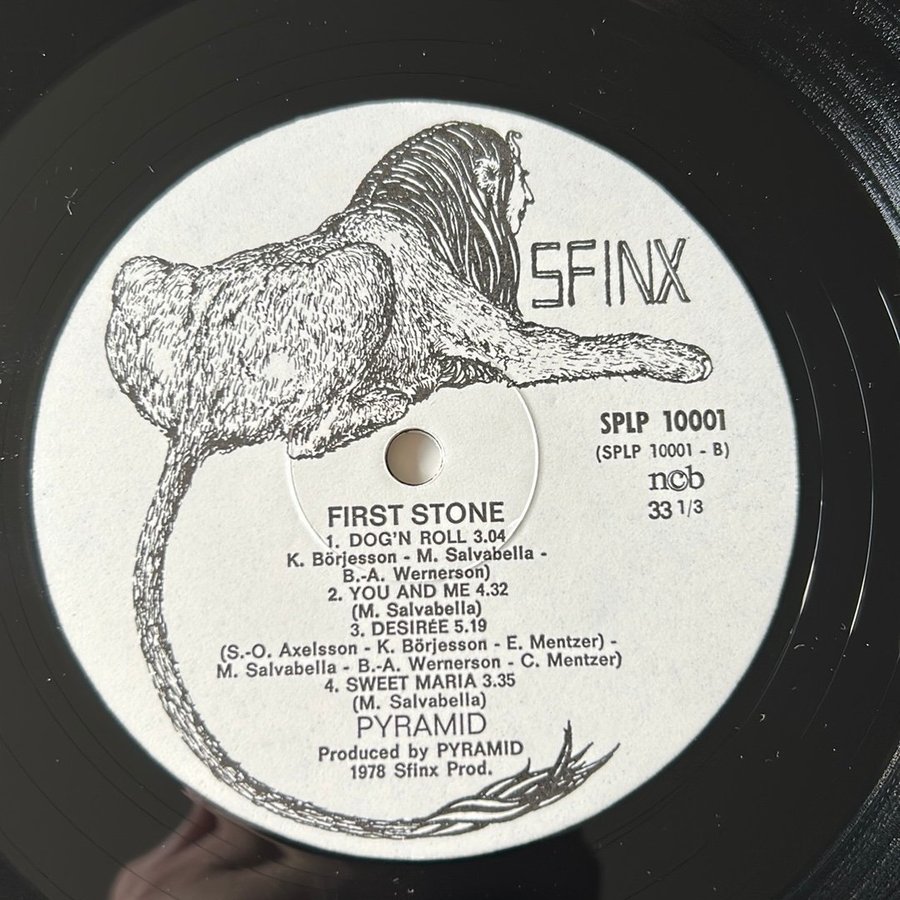 SFINX
SPLP 10001
(SPLP 10001 - B)
n©b
33 1/3
FIRST STONE
1. DOG'N ROLL 3.04
K. Börjesson - M. Salvabella -
B.-A. Wernerson)
2. YOU AND ME 4.32
(M. Salvabella)
3. DESIRÉE 5.19
(S.-O. Axelsson - K. Börjesson - E. Mentzer) -
M. Salvabella - B.-A. Wernerson - C. Mentzer)
4. SWEET MARIA 3.35
(M. Salvabella)
PYRAMID
Produced by PYRAMID
1978 Sfinx Prod.